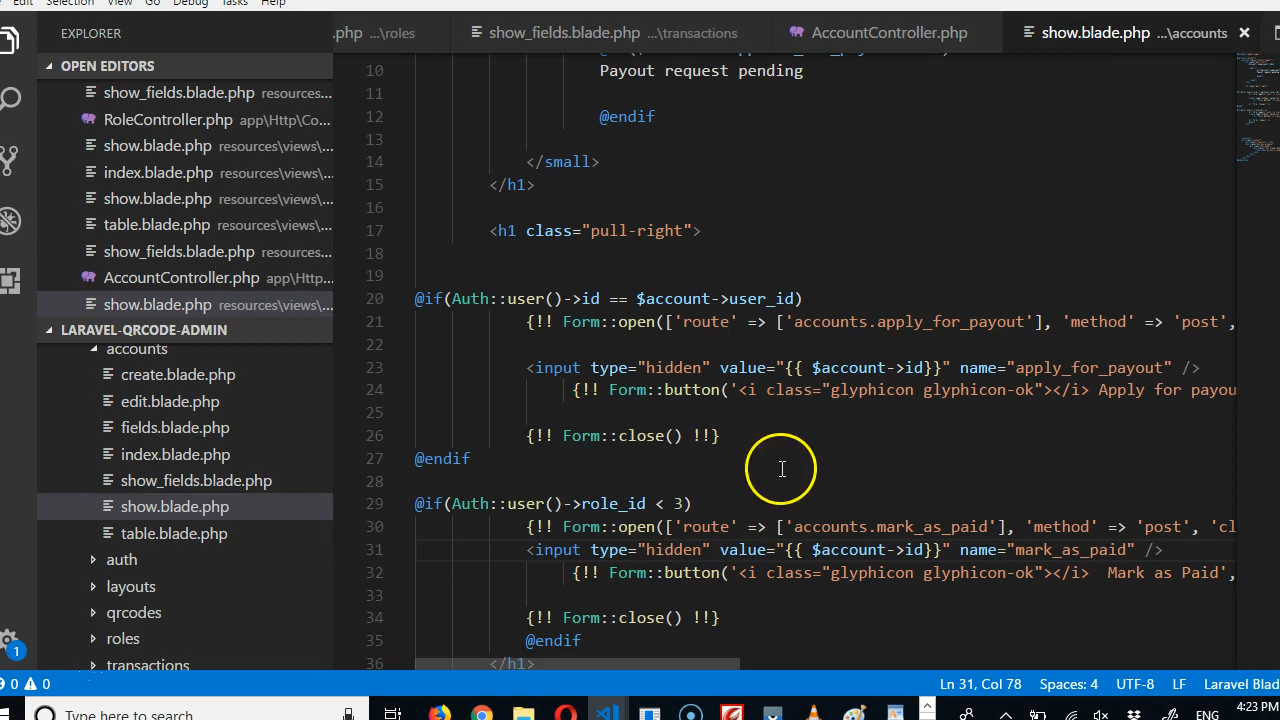 Edit Selection View Go Debug Tasks Help
EXPLORER
.php ...\roles
show_fields.blade.php ...\transactions
AccountController.php
show.blade.php ...\accounts
OPEN EDITORS
show_fields.blade.php resources...
RoleController.php app\Http\Co...
show.blade.php resources\views\...
index.blade.php resources\views\...
show.blade.php resources\views\...
table.blade.php resources\views\...
show_fields.blade.php resources...
AccountController.php app\Http...
show.blade.php resources\views\...
LARAVEL-QRCODE-ADMIN
accounts
create.blade.php
edit.blade.php
fields.blade.php
index.blade.php
show_fields.blade.php
show.blade.php
table.blade.php
auth
layouts
qrcodes
roles
transactions
10 Payout request pending
11
12 @endif
13
14 </small>
15 </h1>
16
17 <h1 class="pull-right">
18
19
20 @if(Auth::user()->id == $account->user_id)
21 {!! Form::open(['route' => ['accounts.apply_for_payout'], 'method' => 'post',
22
23 <input type="hidden" value="{{ $account->id}}" name="apply_for_payout" />
24 {!! Form::button('<i class="glyphicon glyphicon-ok"></i> Apply for payou
25
26 {!! Form::close() !!}
27 @endif
28
29 @if(Auth::user()->role_id < 3)
30 {!! Form::open(['route' => ['accounts.mark_as_paid'], 'method' => 'post', 'cl
31 <input type="hidden" value="{{ $account->id}}" name="mark_as_paid" />
32 {!! Form::button('<i class="glyphicon glyphicon-ok"></i>  Mark as Paid',
33
34 {!! Form::close() !!}
35 @endif
36 </h1>
1
0 0
Ln 31, Col 78 Spaces: 4 UTF-8 LF Laravel Blad
Type here to search
ENG
4:23 PM